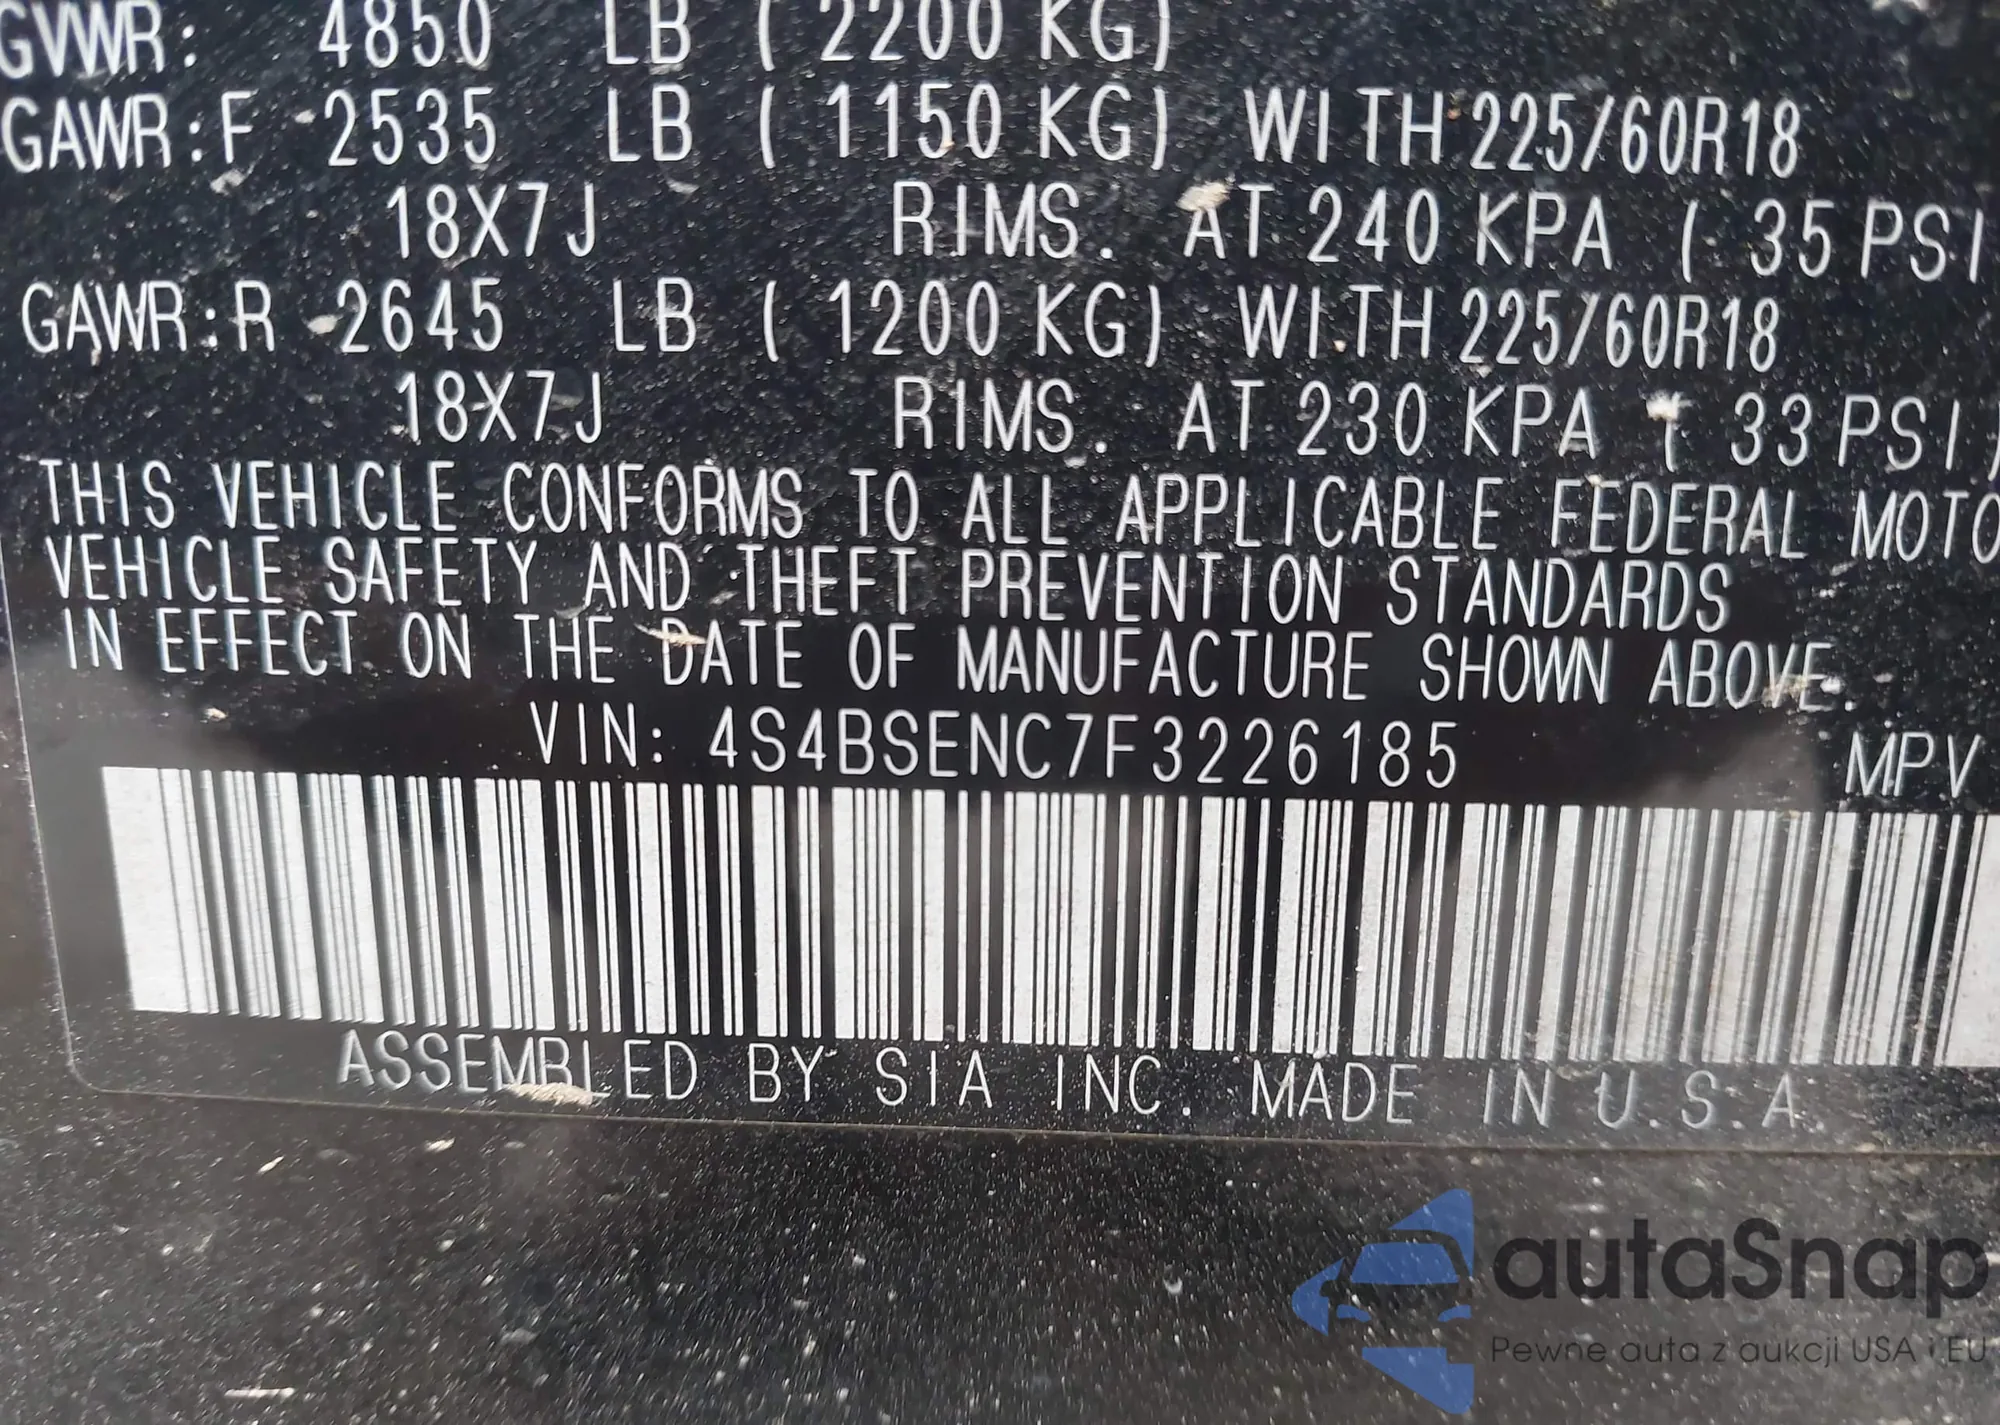 GVWR: 4850 LB ( 2200 KG)
GAWR:F 2535 LB ( 1150 KG) WITH 225/60R18
18X7J RIMS. AT 240 KPA ( 35 PSI
GAWR:R 2645 LB ( 1200 KG) WITH 225/60R18
18X7J RIMS. AT 230 KPA ( 33 PSI)
THIS VEHICLE CONFORMS TO ALL APPLICABLE FEDERAL MOTO
VEHICLE SAFETY AND THEFT PREVENTION STANDARDS
IN EFFECT ON THE DATE OF MANUFACTURE SHOWN ABOVE.
VIN: 4S4BSENC7F3226185 MPV
ASSEMBLED BY SIA INC. MADE IN U.S.A.
autaSnap
Pewne auta z aukcji USA i EU